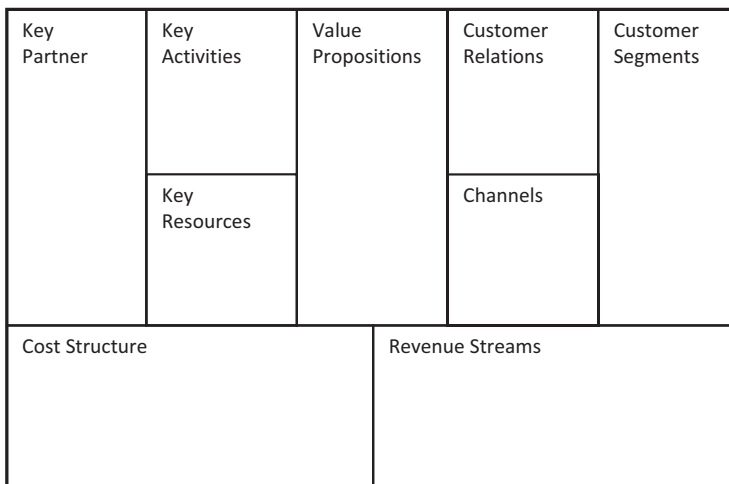 Key
Partner
Key
Activities
Value
Propositions
Customer
Relations
Customer
Segments
Key
Resources
Channels
Cost Structure
Revenue Streams